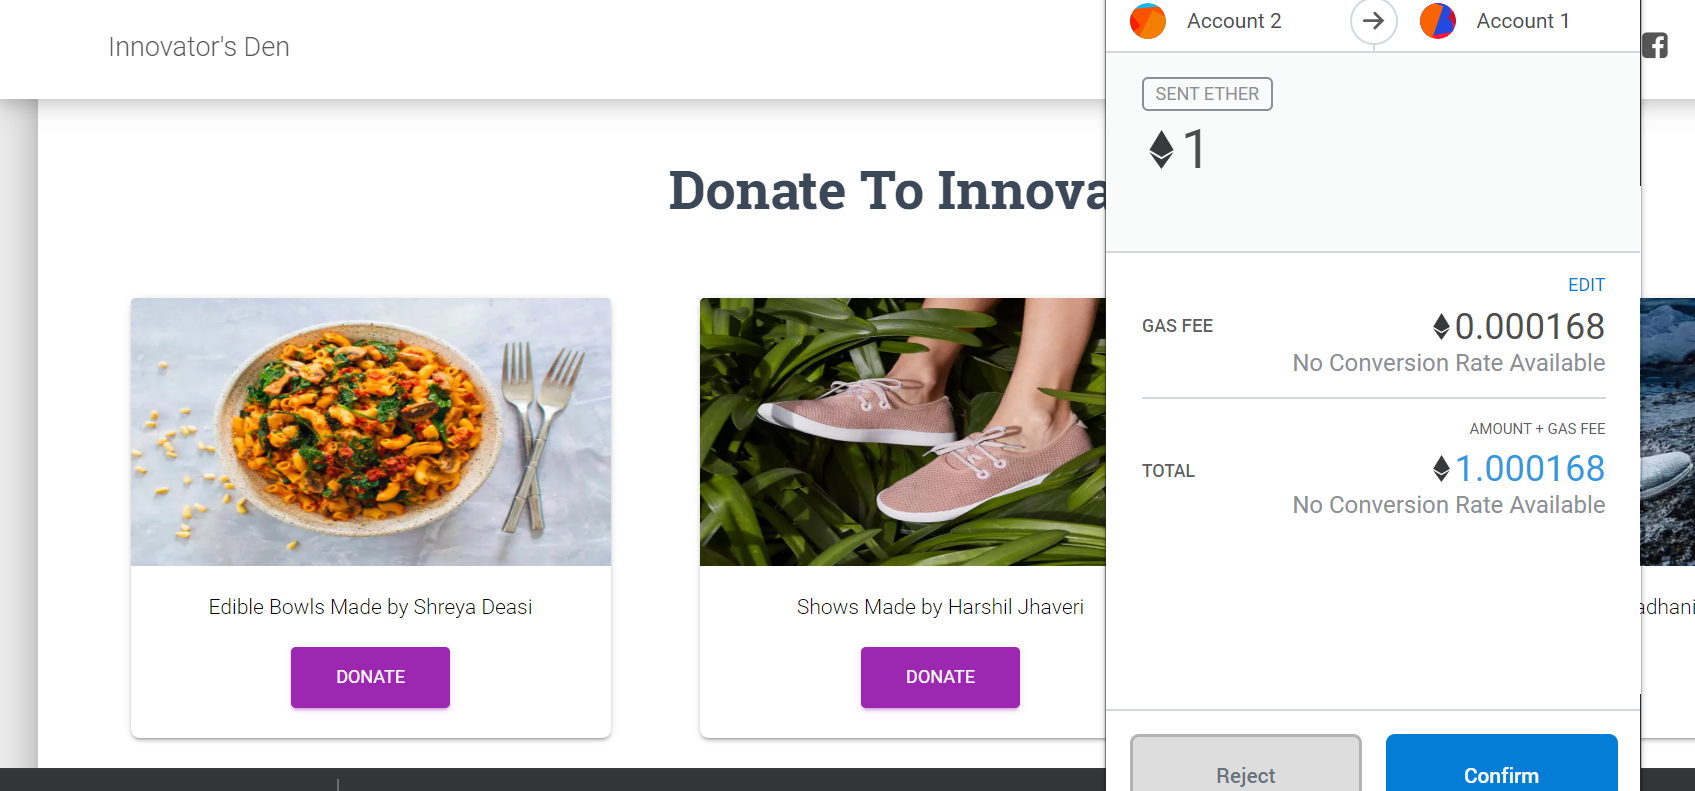 Innovator's Den
Donate To Innova
Edible Bowls Made by Shreya Deasi
DONATE
Shows Made by Harshil Jhaveri
DONATE
adhani
Account 2
Account 1
SENT ETHER
1
EDIT
GAS FEE
0.000168
No Conversion Rate Available
AMOUNT + GAS FEE
TOTAL
1.000168
No Conversion Rate Available
Reject
Confirm